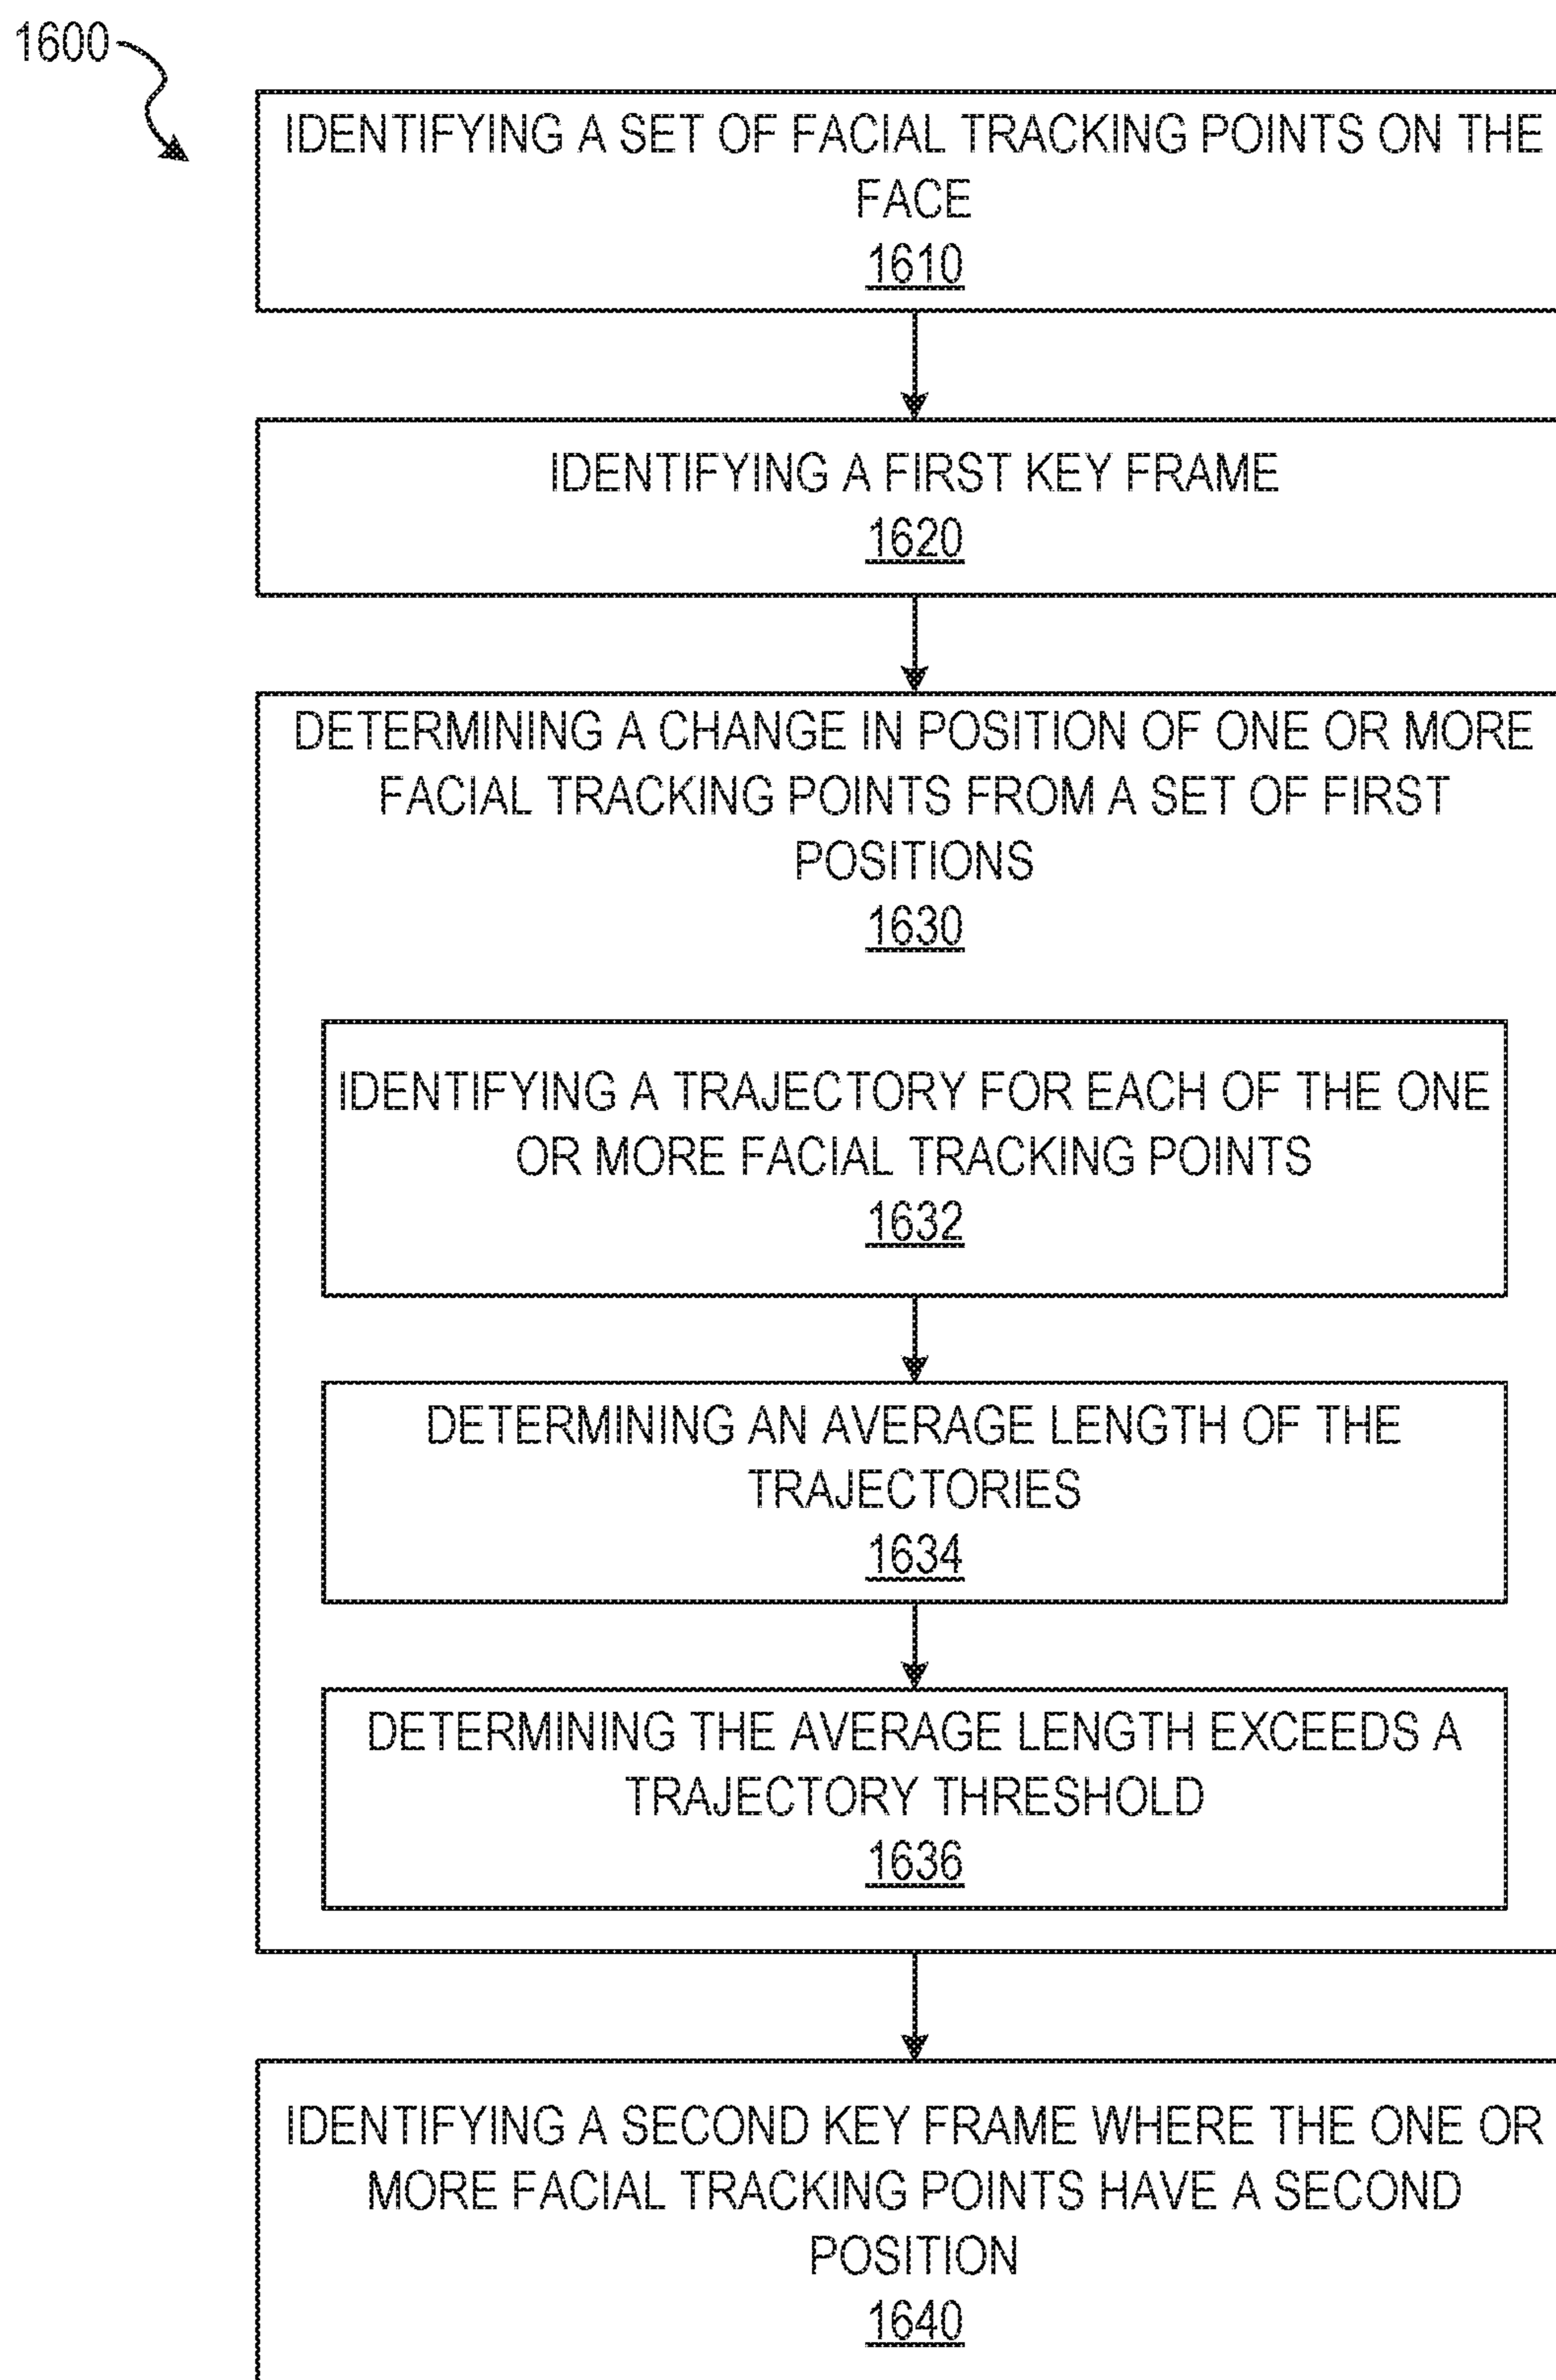 1600
IDENTIFYING A SET OF FACIAL TRACKING POINTS ON THE
FACE
1610
IDENTIFYING A FIRST KEY FRAME
1620
DETERMINING A CHANGE IN POSITION OF ONE OR MORE
FACIAL TRACKING POINTS FROM A SET OF FIRST
POSITIONS
1630
IDENTIFYING A TRAJECTORY FOR EACH OF THE ONE
OR MORE FACIAL TRACKING POINTS
1632
DETERMINING AN AVERAGE LENGTH OF THE
TRAJECTORIES
1634
DETERMINING THE AVERAGE LENGTH EXCEEDS A
TRAJECTORY THRESHOLD
1636
IDENTIFYING A SECOND KEY FRAME WHERE THE ONE OR
MORE FACIAL TRACKING POINTS HAVE A SECOND
POSITION
1640